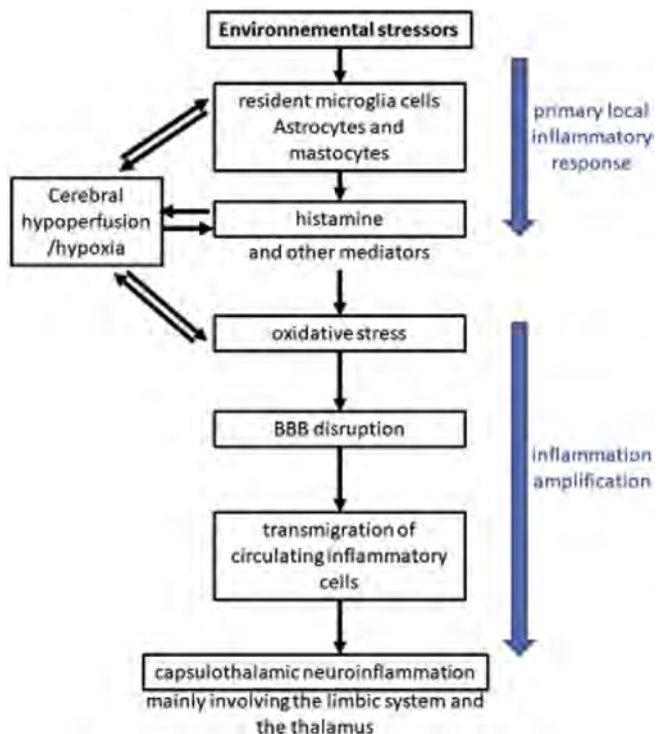 Environnemental stressors
resident microglia cells
Astrocytes and
mastocytes
primary local
inflammatory
response
Cerebral
hypoperfusion
/hypoxia
histamine
and other mediators
oxidative stress
BBB disruption
inflammation
amplification
transmigration of
circulating inflammatory
cells
capsulothalamic neuroinflammation
mainly involving the limbic system and
the thalamus